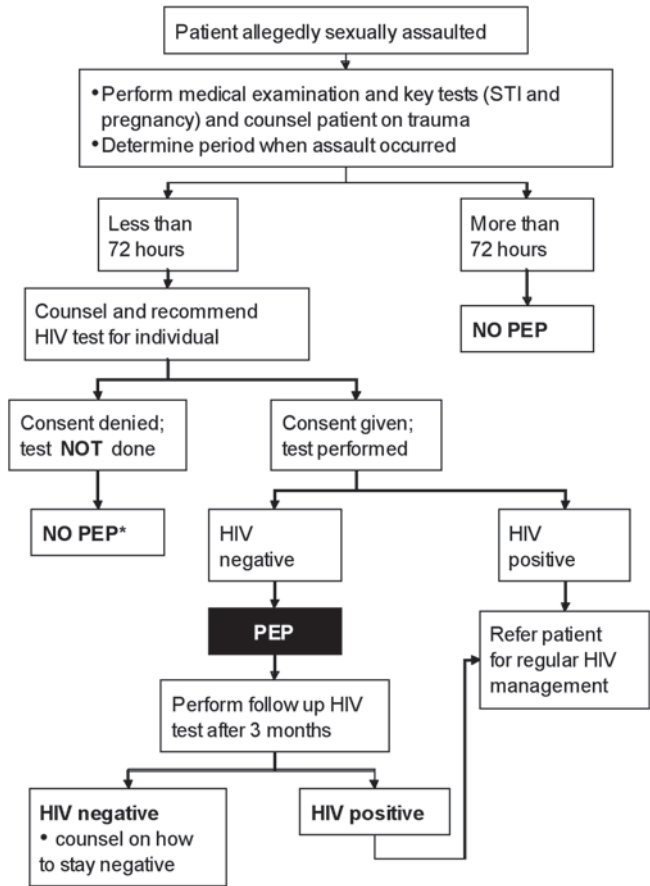 Patient allegedly sexually assaulted
•Perform medical examination and key tests (STI and
pregnancy) and counsel patient on trauma
•Determine period when assault occurred
Less than
72 hours
More than
72 hours
Counsel and recommend
HIV test for individual
NO PEP
Consent denied;
test NOT done
Consent given;
test performed
NO PEP*
HIV
negative
HIV
positive
PEP
Refer patient
for regular HIV
management
Perform follow up HIV
test after 3 months
HIV negative
• counsel on how
to stay negative
HIV positive